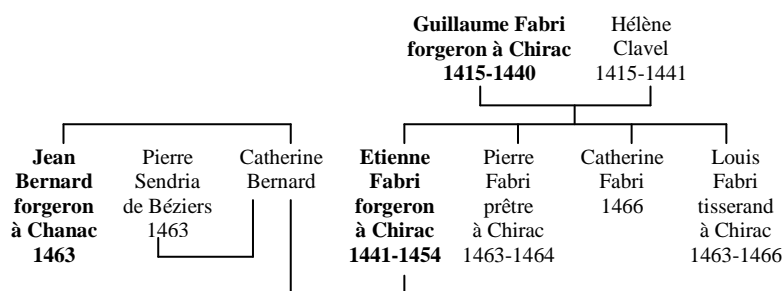 Guillaume Fabri
forgeron à Chirac
1415-1440
Hélène
Clavel
1415-1441
Jean
Bernard
forgeron
à Chanac
1463
Pierre
Sendria
de Béziers
1463
Catherine
Bernard
Etienne
Fabri
forgeron
à Chirac
1441-1454
Pierre
Fabri
prêtre
à Chirac
1463-1464
Catherine
Fabri
1466
Louis
Fabri
tisserand
à Chirac
1463-1466